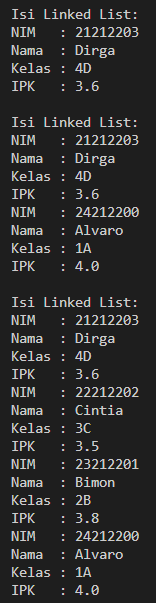 Isi Linked List:
NIM   : 21212203
Nama  : Dirga
Kelas : 4D
IPK   : 3.6

Isi Linked List:
NIM   : 21212203
Nama  : Dirga
Kelas : 4D
IPK   : 3.6
NIM   : 24212200
Nama  : Alvaro
Kelas : 1A
IPK   : 4.0

Isi Linked List:
NIM   : 21212203
Nama  : Dirga
Kelas : 4D
IPK   : 3.6
NIM   : 22212202
Nama  : Cintia
Kelas : 3C
IPK   : 3.5
NIM   : 23212201
Nama  : Bimon
Kelas : 2B
IPK   : 3.8
NIM   : 24212200
Nama  : Alvaro
Kelas : 1A
IPK   : 4.0